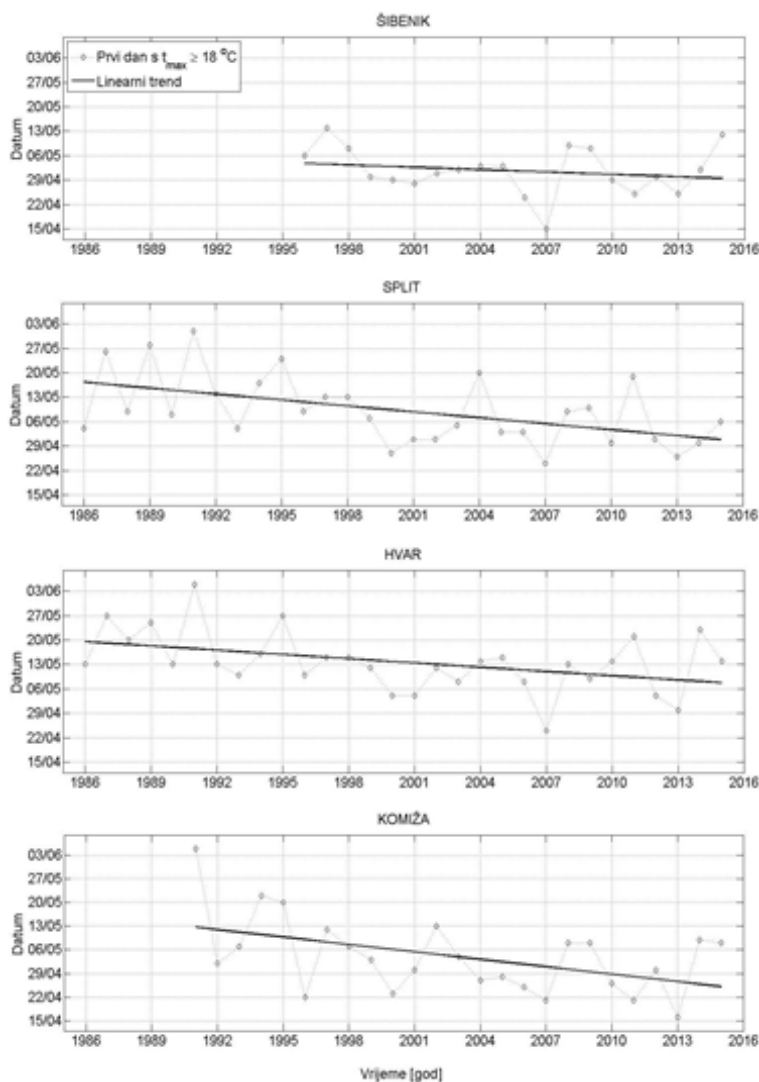 ŠIBENIK
Prvi dan s t_max ≥ 18 °C
Linearni trend
Datum
03/06
27/05
20/05
13/05
06/05
29/04
22/04
15/04
1986 1989 1992 1995 1998 2001 2004 2007 2010 2013 2016
SPLIT
Datum
03/06
27/05
20/05
13/05
06/05
29/04
22/04
15/04
1986 1989 1992 1995 1998 2001 2004 2007 2010 2013 2016
HVAR
Datum
03/06
27/05
20/05
13/05
06/05
29/04
22/04
15/04
1986 1989 1992 1995 1998 2001 2004 2007 2010 2013 2016
KOMIŽA
Datum
03/06
27/05
20/05
13/05
06/05
29/04
22/04
15/04
1986 1989 1992 1995 1998 2001 2004 2007 2010 2013 2016
Vrijeme [god]